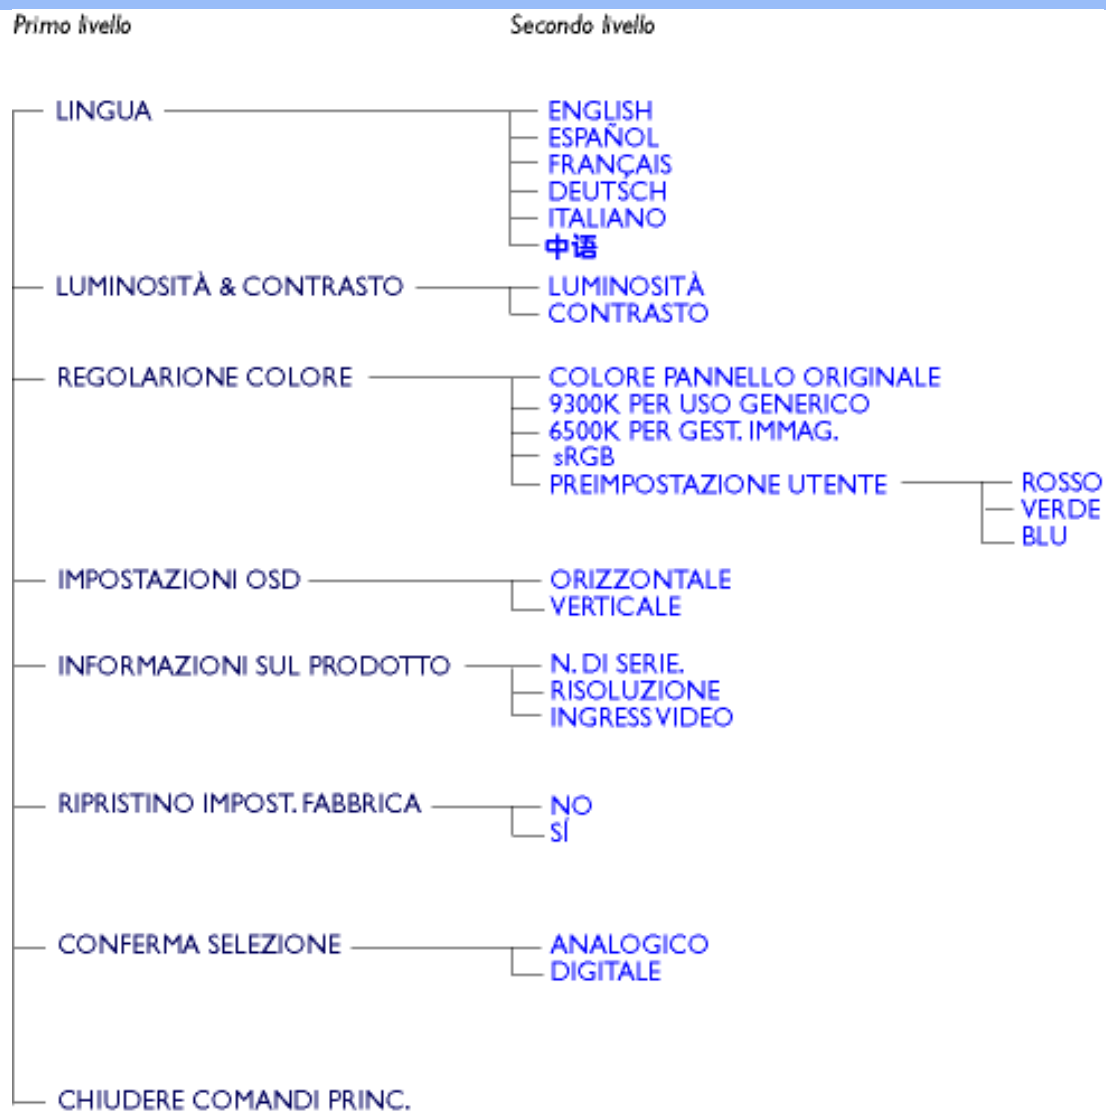 Primo livello Secondo livello
LINGUA ENGLISH
ESPAÑOL
FRANÇAIS
DEUTSCH
ITALIANO
中语
LUMINOSITÀ & CONTRASTO LUMINOSITÀ
CONTRASTO
REGOLARIONE COLORE COLORE PANNELLO ORIGINALE
9300K PER USO GENERICO
6500K PER GEST. IMMAG.
sRGB
PREIMPOSTAZIONE UTENTE ROSSO
VERDE
BLU
IMPOSTAZIONI OSD ORIZZONTALE
VERTICALE
INFORMAZIONI SUL PRODOTTO N. DI SERIE.
RISOLUZIONE
INGRESS VIDEO
RIPRISTINO IMPOST. FABBRICA NO
SÍ
CONFERMA SELEZIONE ANALOGICO
DIGITALE
CHIUDERE COMANDI PRINC.